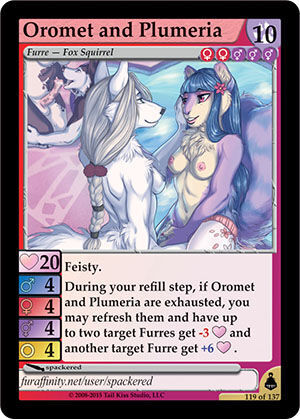 Oromet and Plumeria
10
Furre — Fox Squirrel
20 Feisty.
4 During your refill step, if Oromet
4 and Plumeria are exhausted, you
may refresh them and have up
4 to two target Furres get -3 and
4 another target Furre get +6 .
spackered
furaffinity.net/user/spackered
119 of 137
© 2008-2015 Tail Kiss Studio, LLC